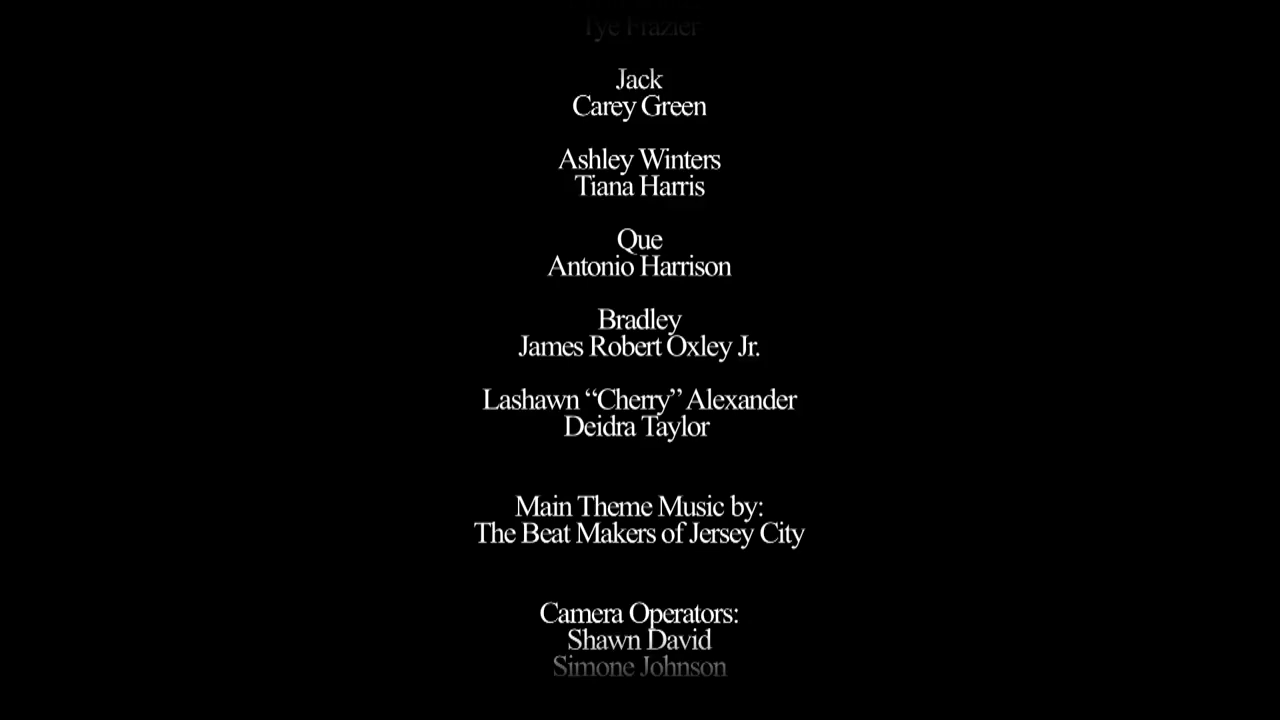 Tye Frazier
Jack
Carey Green
Ashley Winters
Tiana Harris
Que
Antonio Harrison
Bradley
James Robert Oxley Jr.
Lashawn “Cherry” Alexander
Deidra Taylor
Main Theme Music by:
The Beat Makers of Jersey City
Camera Operators:
Shawn David
Simone Johnson